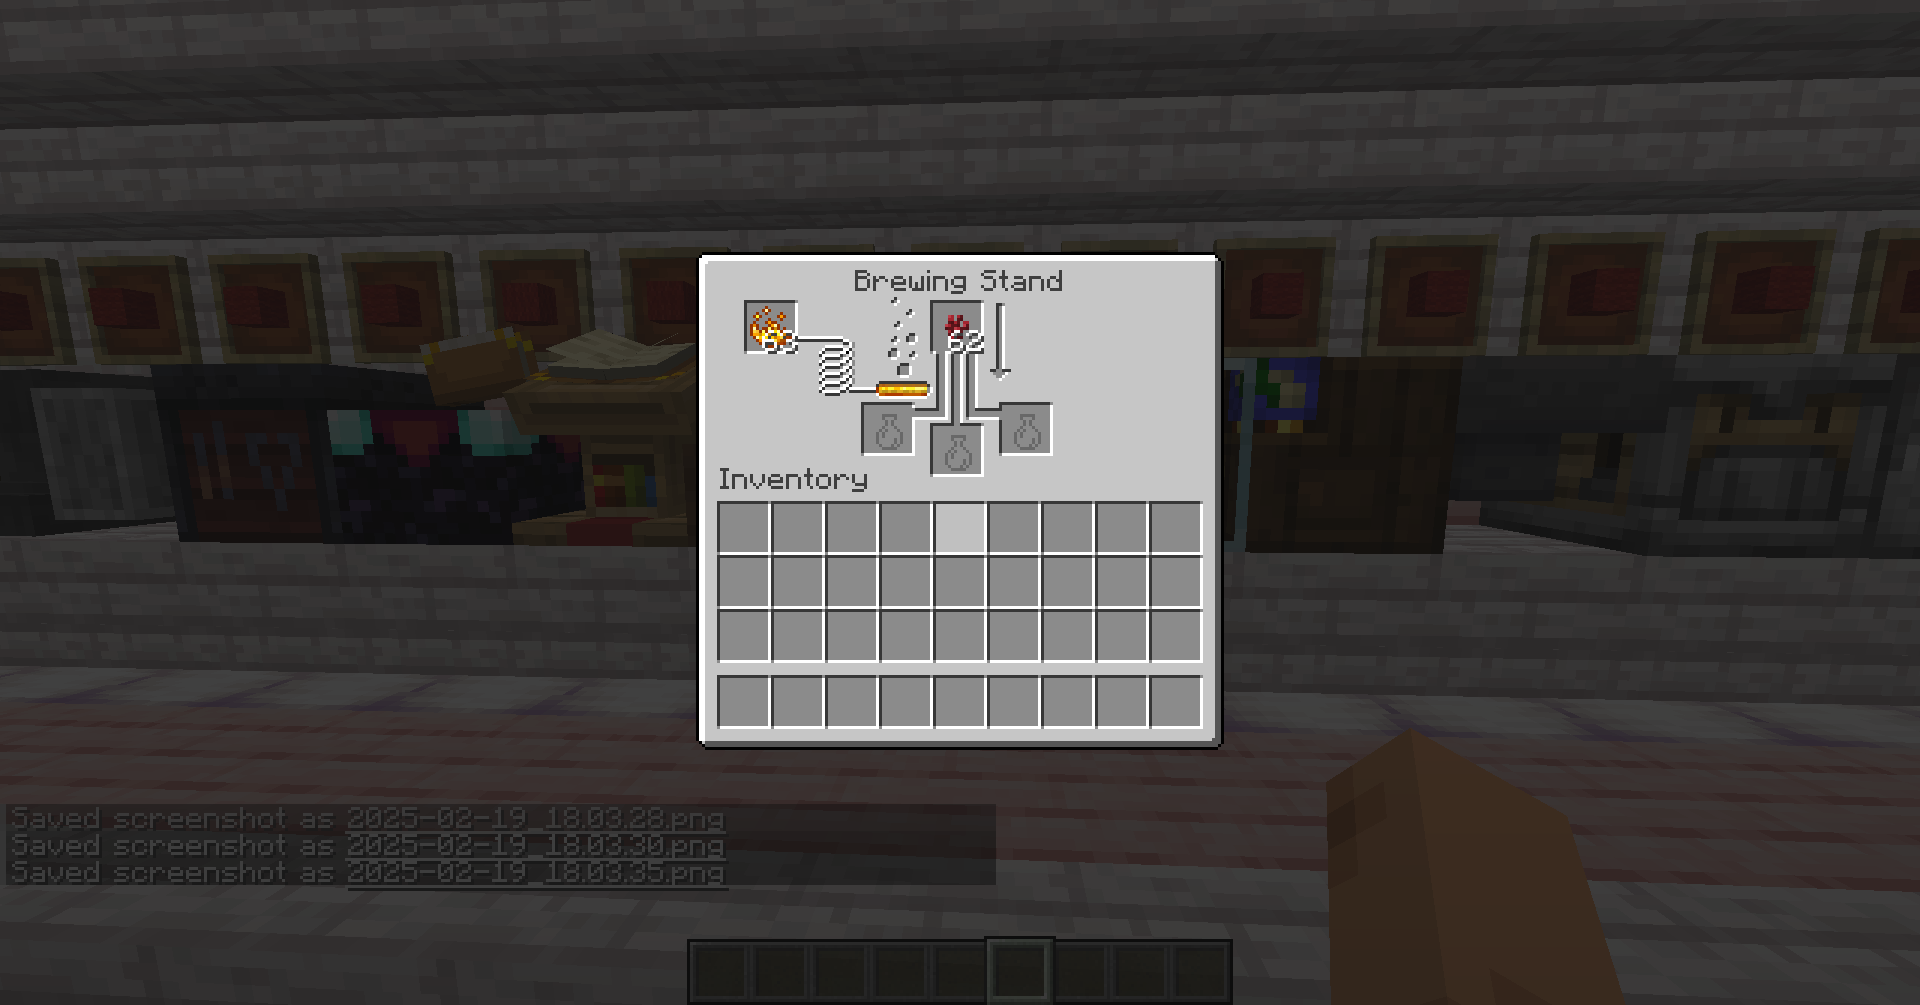 Brewing Stand
Inventory
Saved screenshot as 2025-02-19_18.03.28.png
Saved screenshot as 2025-02-19_18.03.30.png
Saved screenshot as 2025-02-19_18.03.35.png